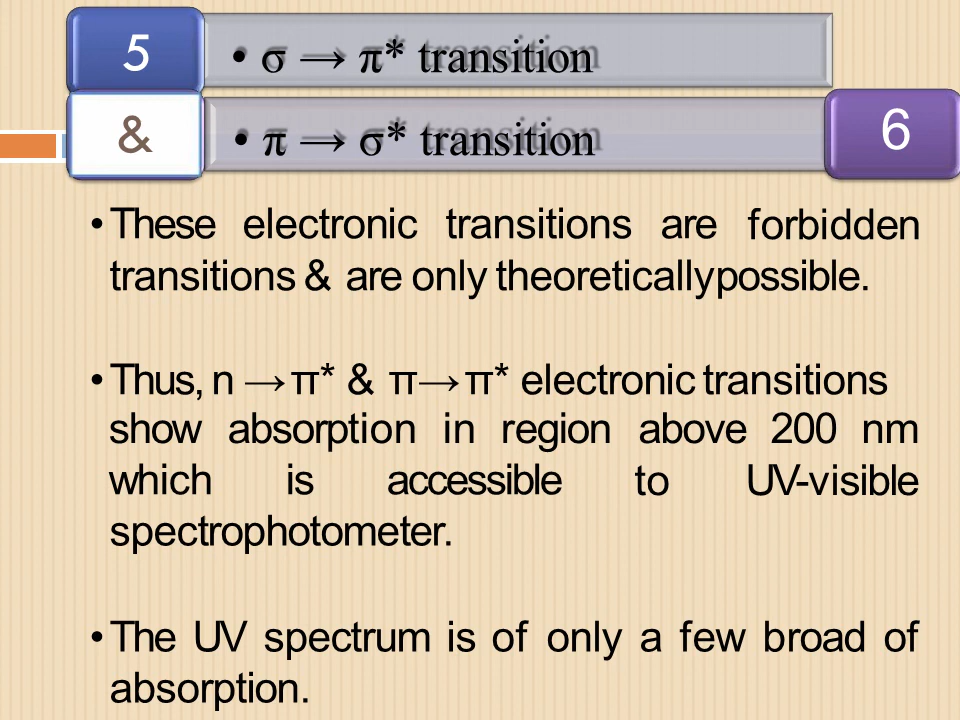 5
• σ → π* transition
&
• π → σ* transition
6
•These electronic transitions are forbidden
transitions & are only theoreticallypossible.
•Thus, n →π* & π→π* electronic transitions
show absorption in region above 200 nm
which is accessible to UV-visible
spectrophotometer.
•The UV spectrum is of only a few broad of
absorption.